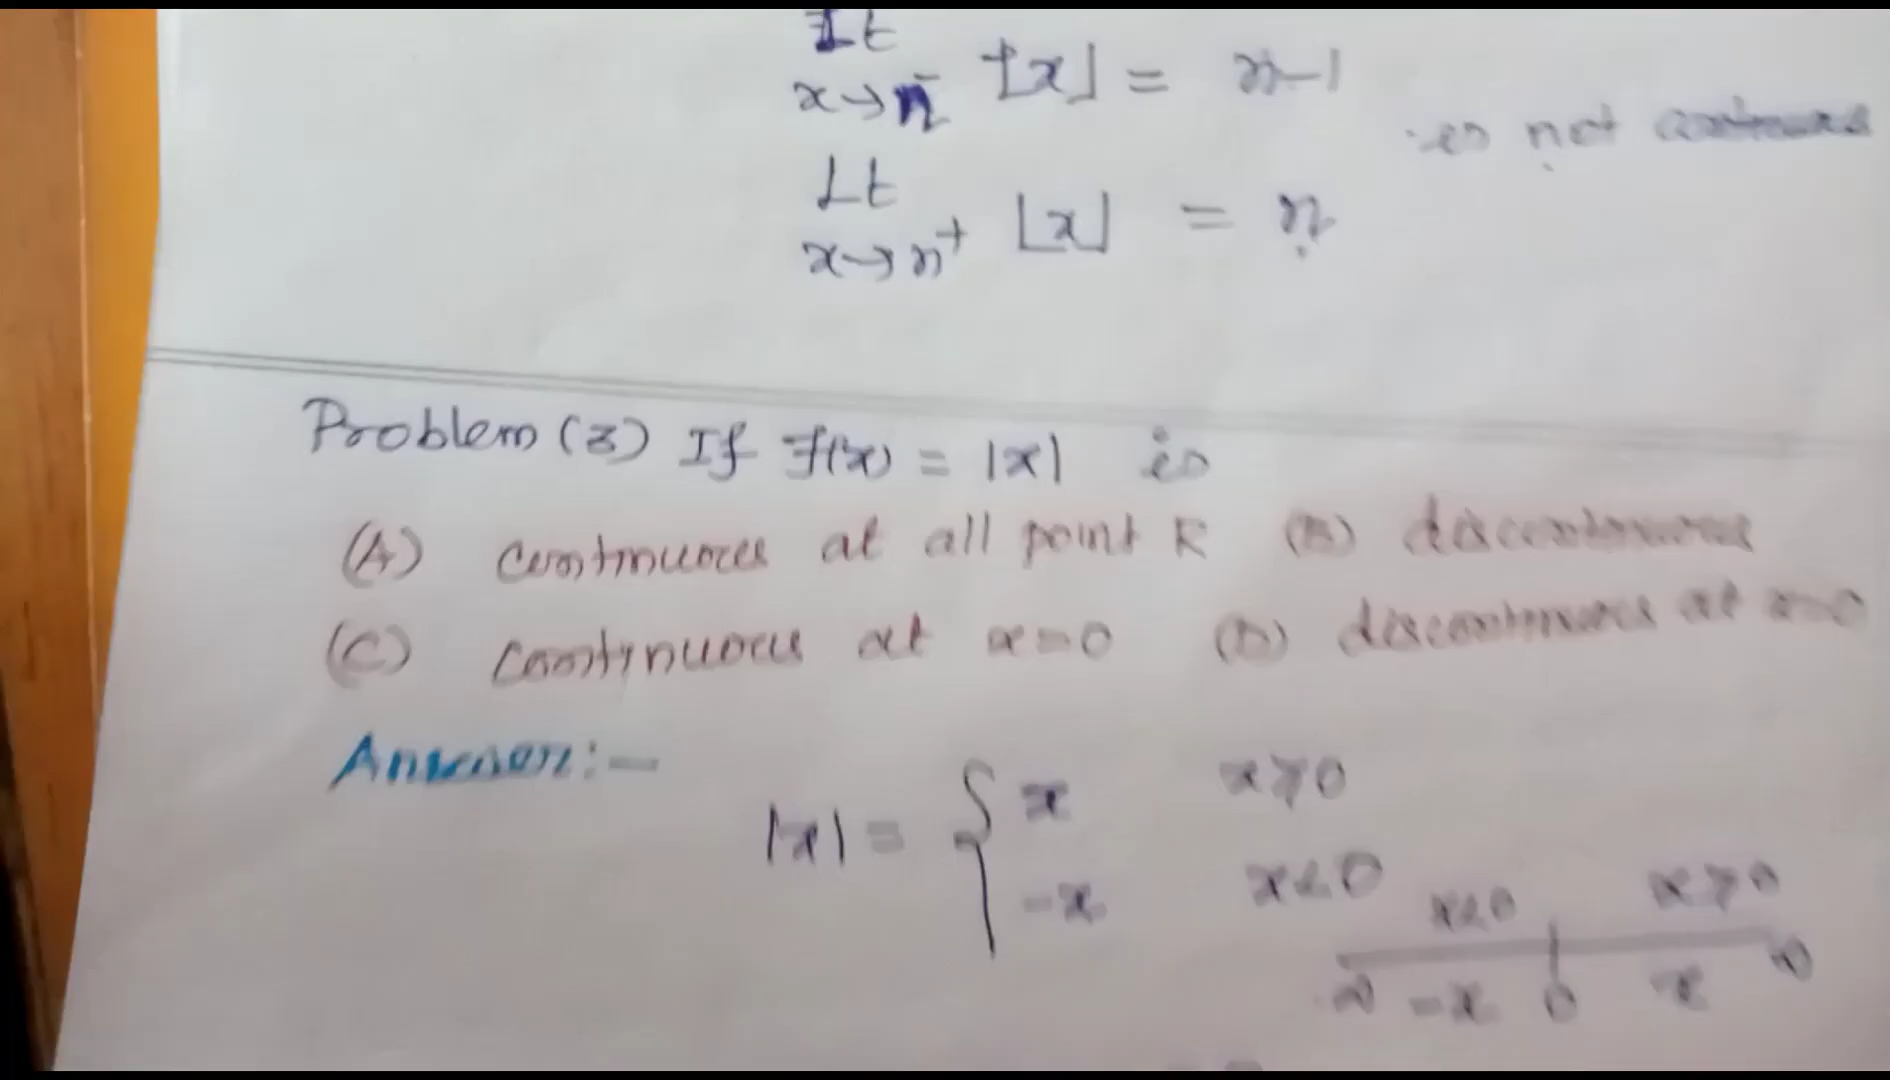 Lt
x→n⁻ ⌊x⌋ = n-1
is not continuous
Lt
x→n⁺ ⌊x⌋ = n
Problem (3) If f(x) = |x| is
(A) continuous at all point R (B) discontinuous
(C) continuous at x=0 (D) discontinuous at x=0
Answer:-
|x| = { x x≥0
-x x<0
x<0 x≥0
-x 0 x